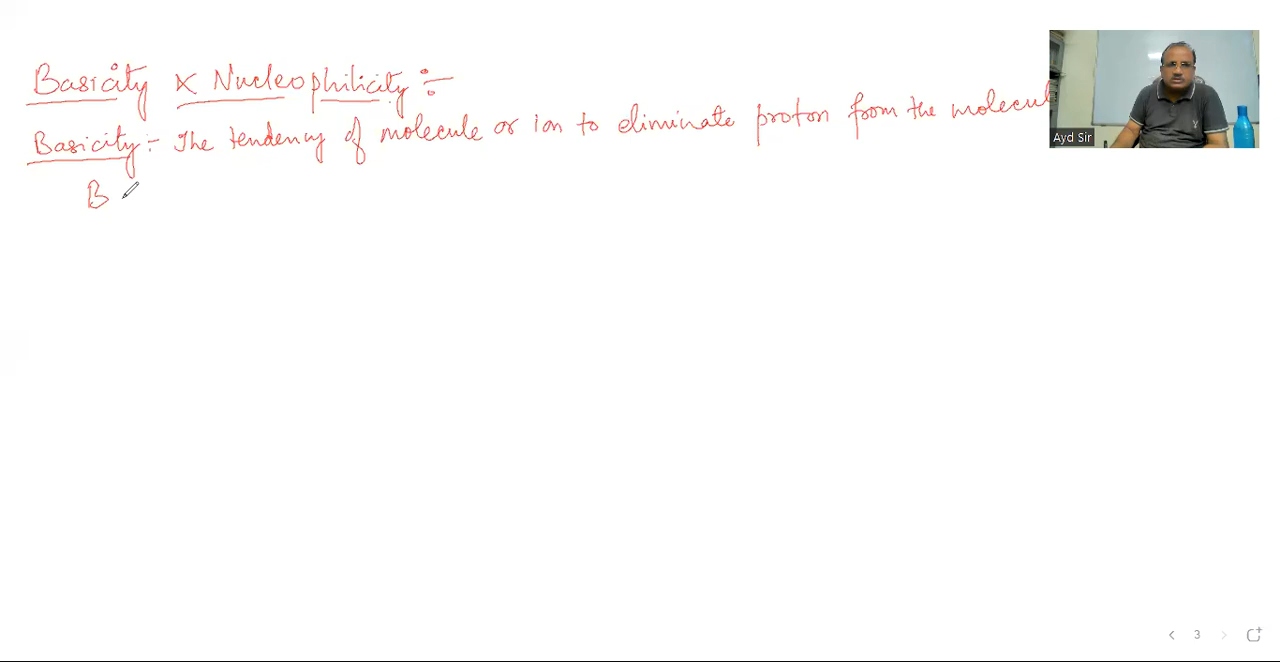 Basicity & Nucleophilicity :-
Basicity :- The tendency of molecule or ion to eliminate proton from the molecul
B
Ayd Sir
3